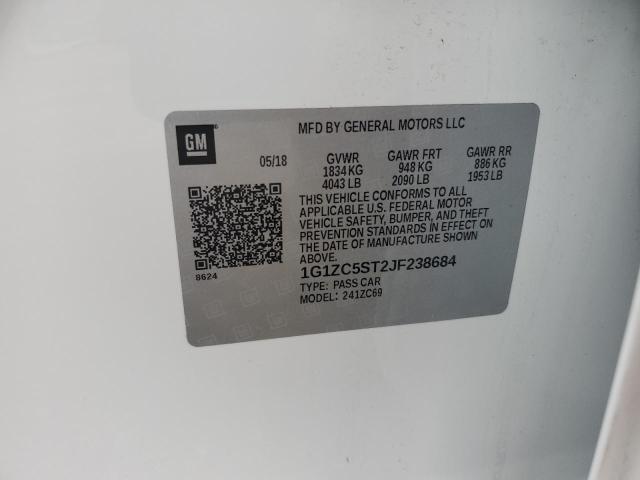 GM
MFD BY GENERAL MOTORS LLC
05/18 GVWR GAWR FRT GAWR RR
1834 KG 948 KG 886 KG
4043 LB 2090 LB 1953 LB
THIS VEHICLE CONFORMS TO ALL
APPLICABLE U.S. FEDERAL MOTOR
VEHICLE SAFETY, BUMPER, AND THEFT
PREVENTION STANDARDS IN EFFECT ON
THE DATE OF MANUFACTURE SHOWN
ABOVE.
8624
1G1ZC5ST2JF238684
TYPE: PASS CAR
MODEL: 241ZC69